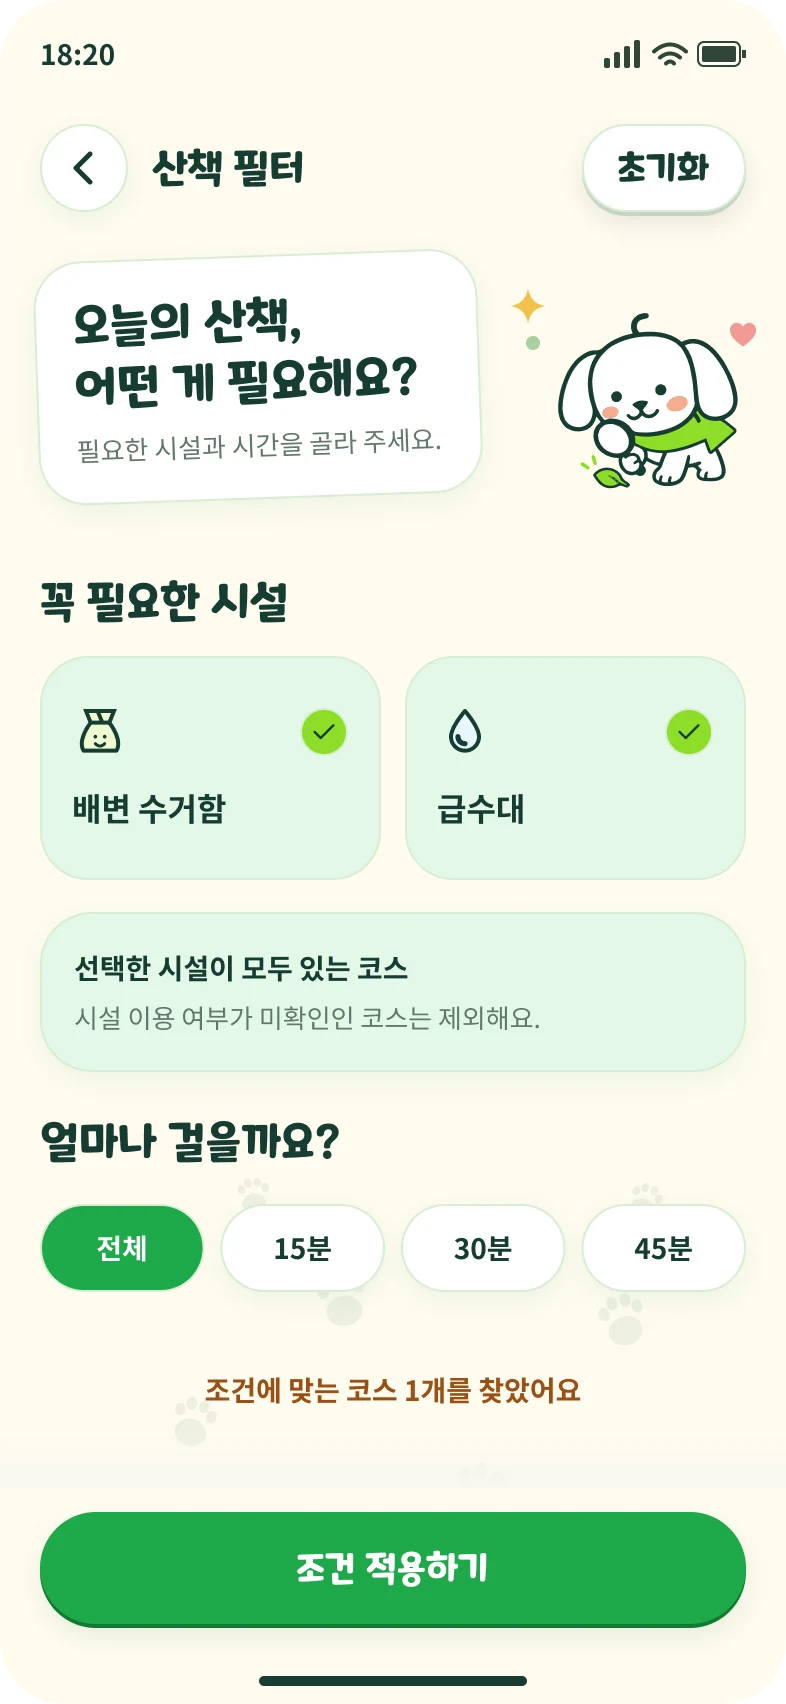 18:20
산책 필터
초기화
오늘의 산책,
어떤 게 필요해요?
필요한 시설과 시간을 골라 주세요.
꼭 필요한 시설
배변 수거함
급수대
선택한 시설이 모두 있는 코스
시설 이용 여부가 미확인인 코스는 제외해요.
얼마나 걸을까요?
전체
15분
30분
45분
조건에 맞는 코스 1개를 찾았어요
조건 적용하기